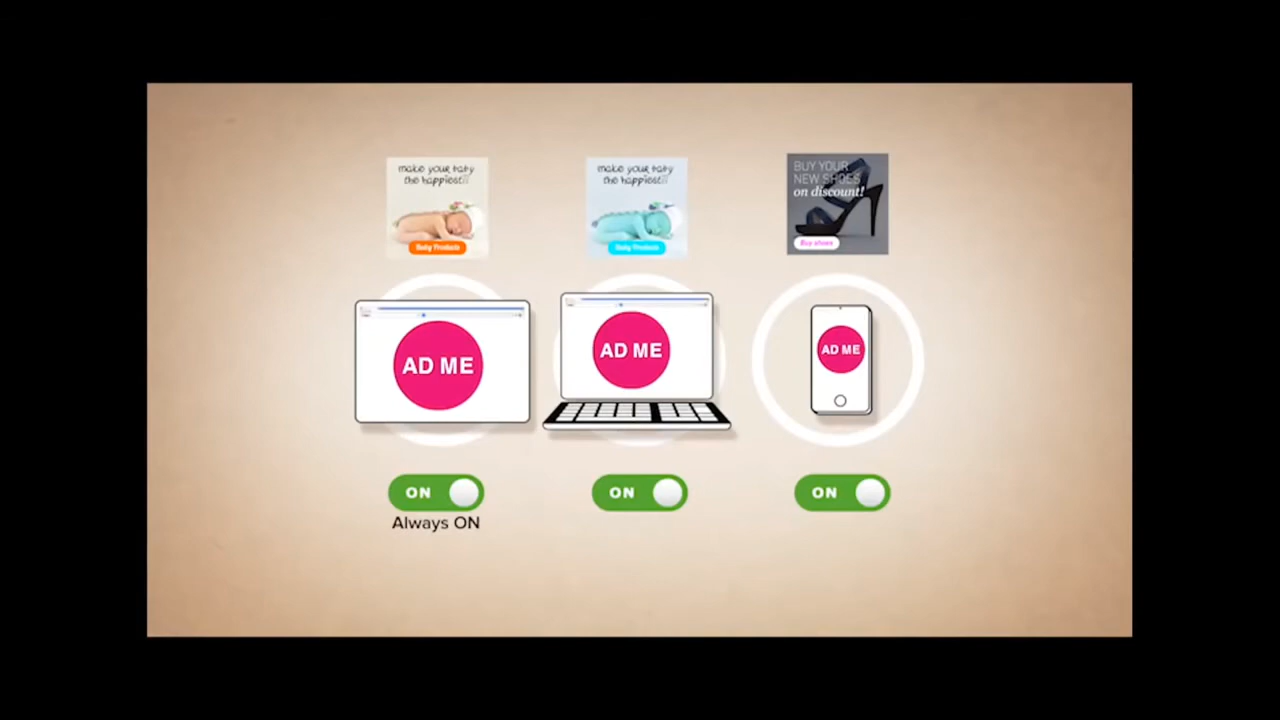 make your baby
the happiest!!
Baby Products
make your baby
the happiest!!
Baby Products
BUY YOUR
NEW SHOES
on discount!
Buy shoes
AD ME
AD ME
AD ME
ON
ON
ON
Always ON